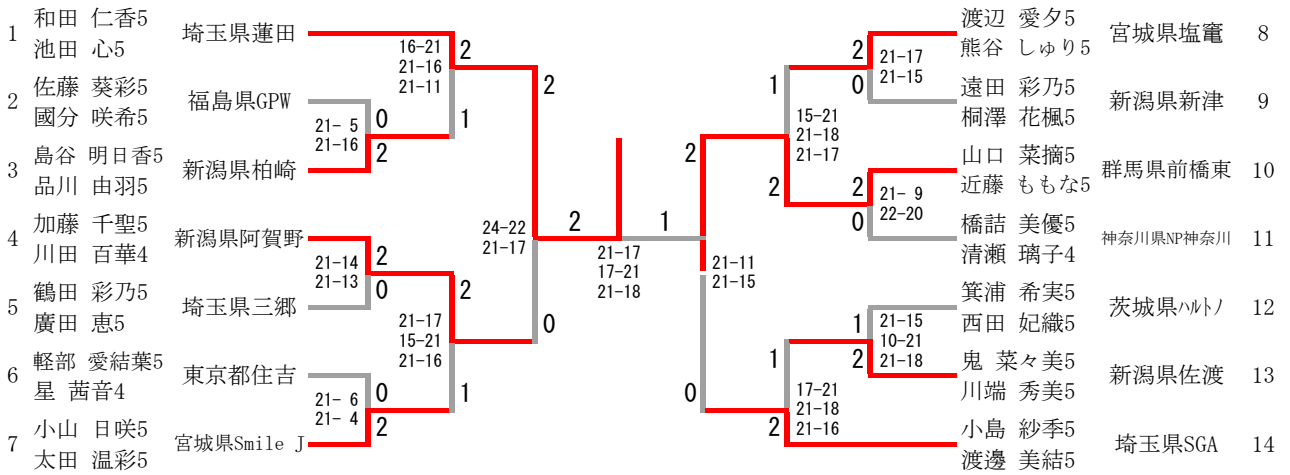 1
和田 仁香5
池田 心5
埼玉県蓮田
2
佐藤 葵彩5
國分 咲希5
福島県GPW
3
島谷 明日香5
品川 由羽5
新潟県柏崎
4
加藤 千聖5
川田 百華4
新潟県阿賀野
5
鶴田 彩乃5
廣田 恵5
埼玉県三郷
6
軽部 愛結葉5
星 茜音4
東京都住吉
7
小山 日咲5
太田 温彩5
宮城県Smile J
16-21
21-16
21-11
2
1
21- 5
21-16
0
2
21-14
21-13
2
0
21-17
15-21
21-16
2
1
21- 6
21- 4
0
2
24-22
21-17
2
0
2
1
21-17
17-21
21-18
2
0
21-11
21-15
1
2
15-21
21-18
21-17
2
0
21-17
21-15
2
0
21- 9
22-20
1
2
21-15
10-21
21-18
1
2
17-21
21-18
21-16
渡辺 愛夕5
熊谷 しゅり5
宮城県塩竈
8
遠田 彩乃5
桐澤 花楓5
新潟県新津
9
山口 菜摘5
近藤 ももな5
群馬県前橋東
10
橋詰 美優5
清瀬 璃子4
神奈川県NP神奈川
11
箕浦 希実5
西田 妃織5
茨城県ﾊﾙﾄﾉ
12
鬼 菜々美5
川端 秀美5
新潟県佐渡
13
小島 紗季5
渡邊 美結5
埼玉県SGA
14